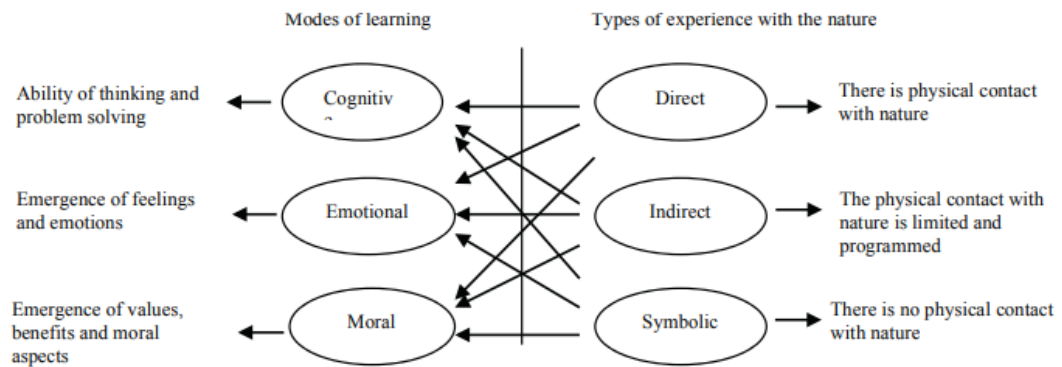 Modes of learning
Types of experience with the nature
Ability of thinking and
problem solving
Cognitiv
Direct
There is physical contact
with nature
Emergence of feelings
and emotions
Emotional
Indirect
The physical contact with
nature is limited and
programmed
Emergence of values,
benefits and moral
aspects
Moral
Symbolic
There is no physical contact
with nature